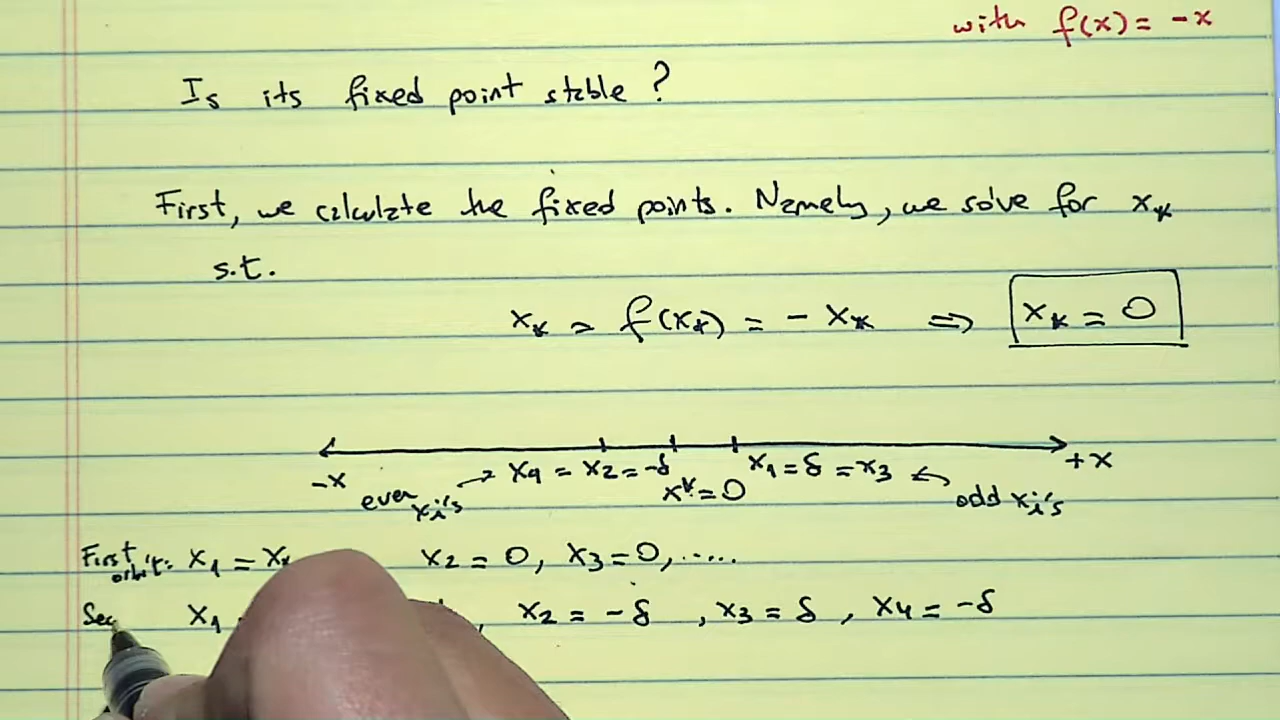 with f(x) = -x
Is its fixed point stable?
First, we calculate the fixed points. Namely, we solve for x*
s.t.
x* = f(x*) = - x* ⇒ x* = 0
-x x4 = x2 = -δ x* = 0 x1 = δ = x3 +x
even xi's odd xi's
First orbit: x1 = x* x2 = 0, x3 = 0, .....
Sec x1 , x2 = -δ , x3 = δ , x4 = -δ